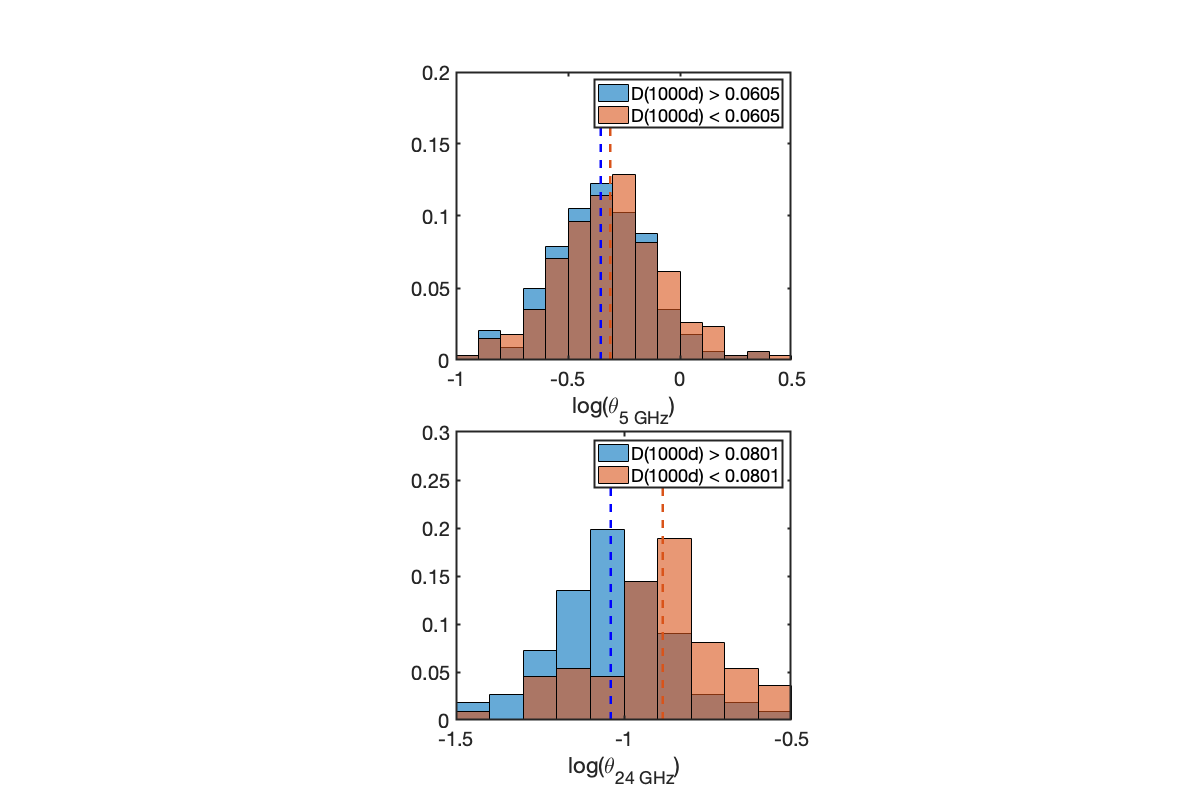 0.2
D(1000d) > 0.0605
D(1000d) < 0.0605
0.15
0.1
0.05
0
-1 -0.5 0 0.5
log(θ5 GHz)
0.3
D(1000d) > 0.0801
D(1000d) < 0.0801
0.25
0.2
0.15
0.1
0.05
0
-1.5 -1 -0.5
log(θ24 GHz)